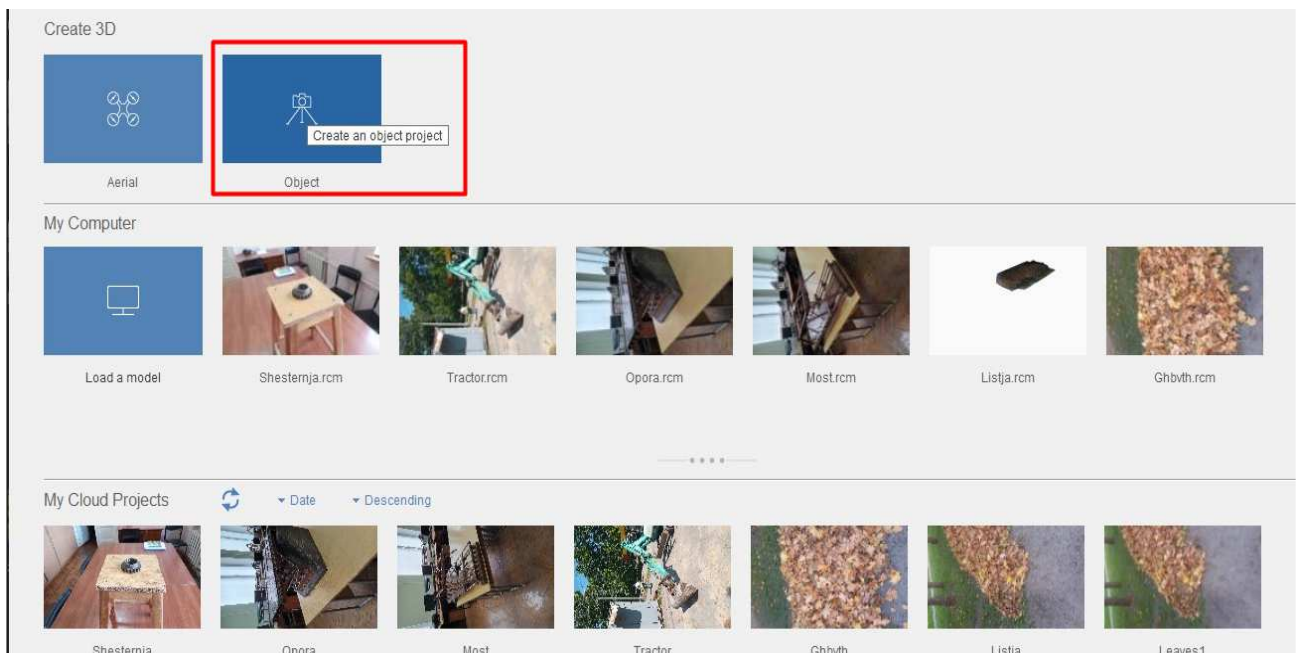 Create 3D
Create an object project
Aerial
Object
My Computer
Load a model
Shesternja.rcm
Tractor.rcm
Opora.rcm
Most.rcm
Listja.rcm
Ghbvth.rcm
My Cloud Projects
Date
Descending
Shesternja
Opora
Most
Tractor
Ghbvth
Listja
Leaves1